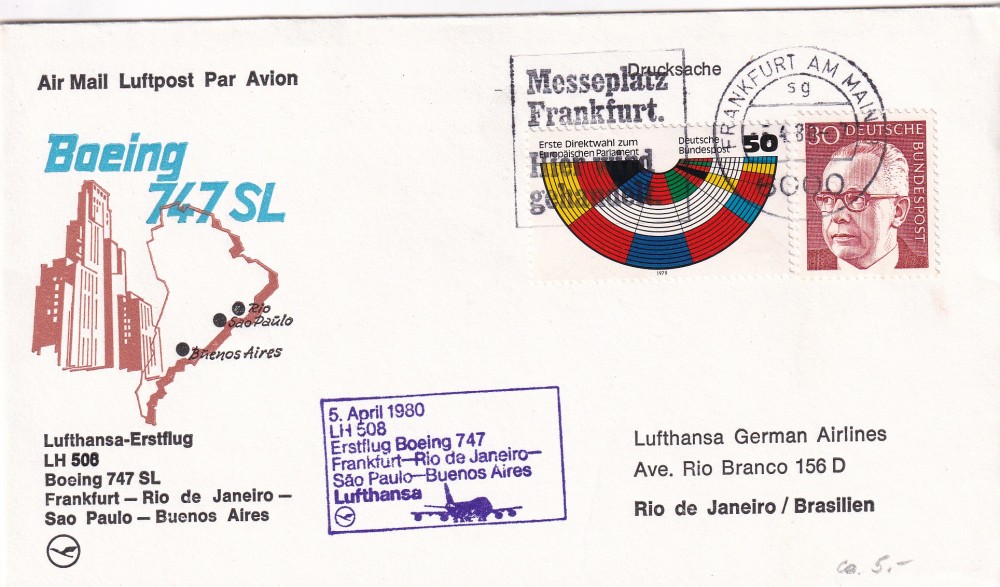 Air Mail Luftpost Par Avion
Boeing
747 SL
Rio
Sao Paulo
Buenos Aires
Lufthansa-Erstflug
LH 508
Boeing 747 SL
Frankfurt – Rio de Janeiro –
Sao Paulo – Buenos Aires
Drucksache
Messeplatz
Frankfurt.
Hier wird
gehandelt.
FRANKFURT AM MAIN
sg
6000
Erste Direktwahl zum
Europäischen Parlament
Deutsche
Bundespost
50
1979
30 DEUTSCHE
BUNDESPOST
5. April 1980
LH 508
Erstflug Boeing 747
Frankfurt–Rio de Janeiro–
São Paulo–Buenos Aires
Lufthansa
Lufthansa German Airlines
Ave. Rio Branco 156 D
Rio de Janeiro / Brasilien
ca. 5.-